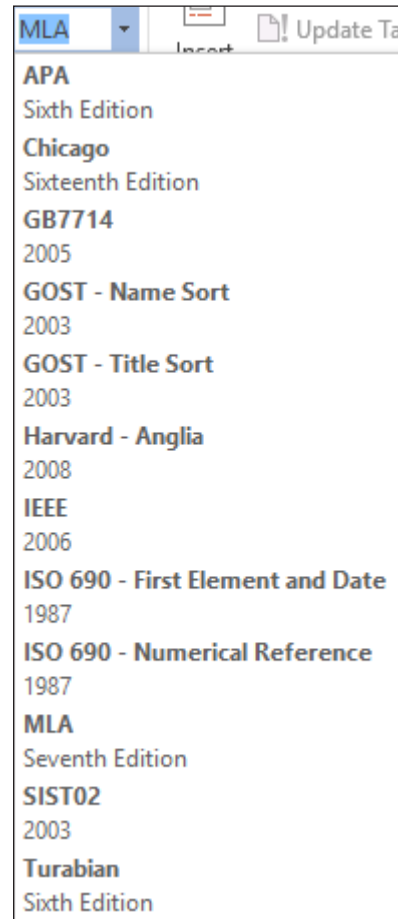 MLA
Insert
Update Ta
APA
Sixth Edition
Chicago
Sixteenth Edition
GB7714
2005
GOST - Name Sort
2003
GOST - Title Sort
2003
Harvard - Anglia
2008
IEEE
2006
ISO 690 - First Element and Date
1987
ISO 690 - Numerical Reference
1987
MLA
Seventh Edition
SIST02
2003
Turabian
Sixth Edition